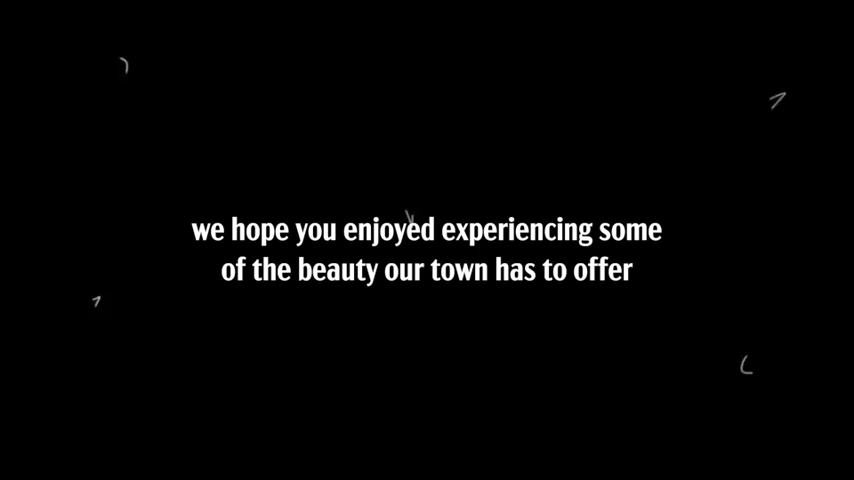 we hope you enjoyed experiencing some
of the beauty our town has to offer